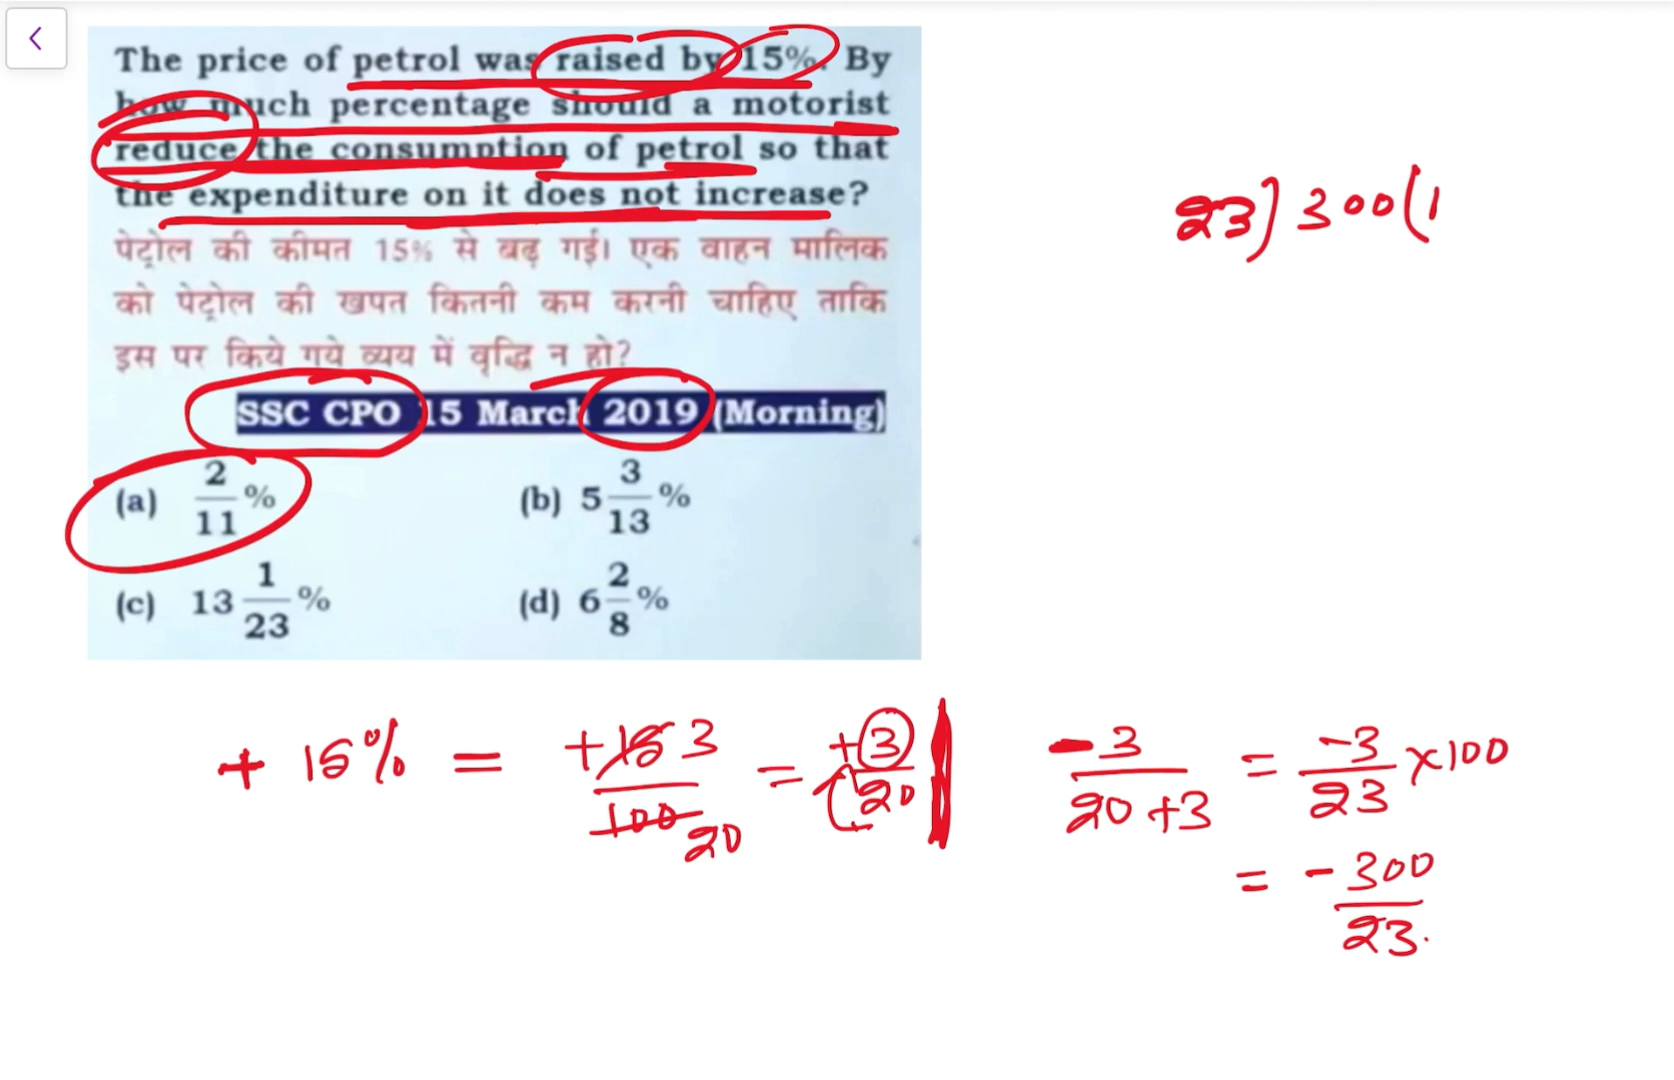 The price of petrol was raised by 15%. By
how much percentage should a motorist
reduce the consumption of petrol so that
the expenditure on it does not increase?
पेट्रोल की कीमत 15% से बढ़ गई। एक वाहन मालिक
को पेट्रोल की खपत कितनी कम करनी चाहिए ताकि
इस पर किये गये व्यय में वृद्धि न हो?
SSC CPO 15 March 2019 (Morning)
(a) 2/11 % (b) 5 3/13 %
(c) 13 1/23 % (d) 6 2/8 %
23)300(1
+ 15% = +15 3/100 20 = +3/20
-3/20+3 = -3/23 ×100
= -300/23.